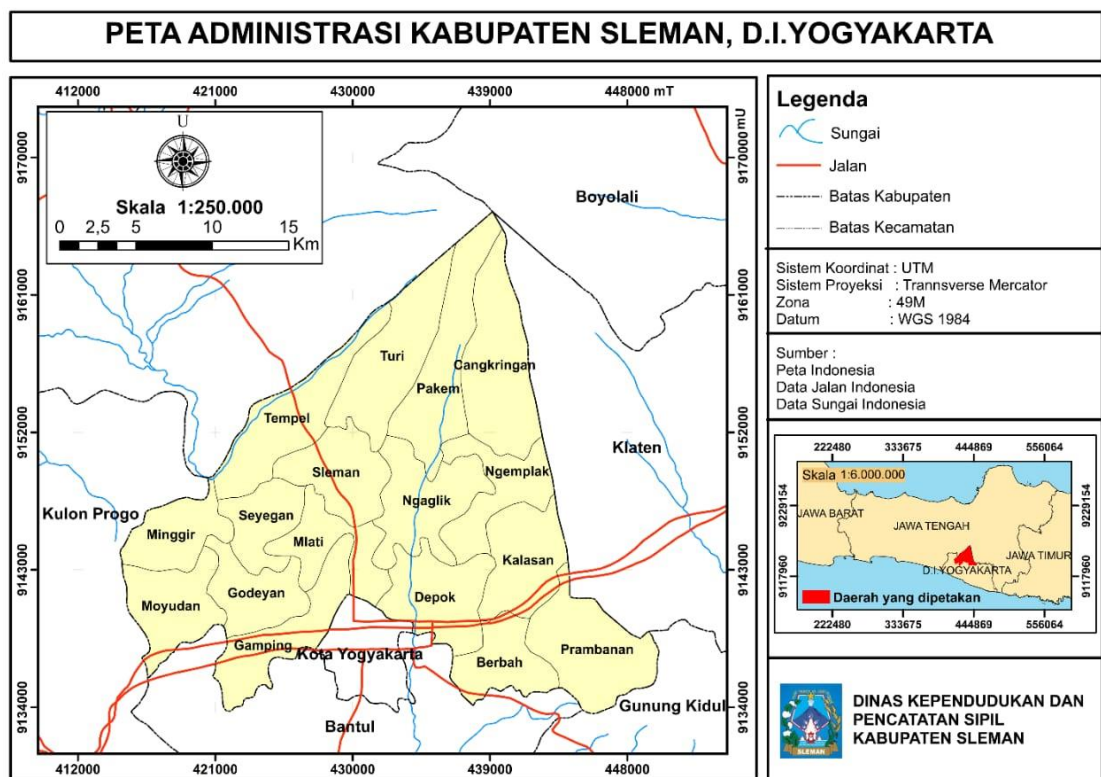 PETA ADMINISTRASI KABUPATEN SLEMAN, D.I.YOGYAKARTA
412000 421000 430000 439000 448000 mT
9170000 9161000 9152000 9143000 9134000
9170000 mU 9161000 9152000 9143000 9134000
U
Skala 1:250.000
0 2,5 5 10 15 Km
Boyolali
Turi
Cangkringan
Pakem
Tempel
Klaten
Sleman
Ngemplak
Ngaglik
Kulon Progo
Seyegan
Minggir
Mlati
Kalasan
Godeyan
Depok
Moyudan
Gamping
Kota Yogyakarta
Berbah
Prambanan
Gunung Kidul
Bantul
412000 421000 430000 439000 448000
Legenda
Sungai
Jalan
Batas Kabupaten
Batas Kecamatan
Sistem Koordinat : UTM
Sistem Proyeksi : Trannsverse Mercator
Zona : 49M
Datum : WGS 1984
Sumber :
Peta Indonesia
Data Jalan Indonesia
Data Sungai Indonesia
222480 333675 444869 556064
Skala 1:6.000.000
9229154 9117960
9229154 9117960
JAWA BARAT
JAWA TENGAH
JAWA TIMUR
D.I.YOGYAKARTA
Daerah yang dipetakan
222480 333675 444869 556064
SLEMAN
DINAS KEPENDUDUKAN DAN
PENCATATAN SIPIL
KABUPATEN SLEMAN